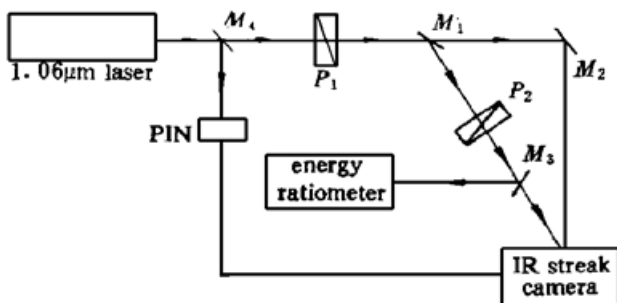 M₄
M₁
1.06μm laser
P₁
M₂
P₂
PIN
M₃
energy
ratiometer
IR streak
camera